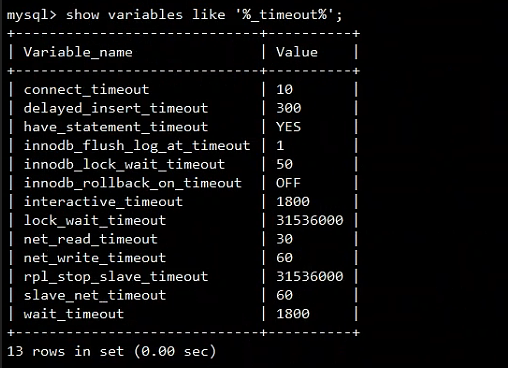 mysql> show variables like '%_timeout%';
+----------------------------+----------+
| Variable_name              | Value    |
+----------------------------+----------+
| connect_timeout            | 10       |
| delayed_insert_timeout     | 300      |
| have_statement_timeout     | YES      |
| innodb_flush_log_at_timeout | 1        |
| innodb_lock_wait_timeout   | 50       |
| innodb_rollback_on_timeout | OFF      |
| interactive_timeout        | 1800     |
| lock_wait_timeout          | 31536000 |
| net_read_timeout           | 30       |
| net_write_timeout          | 60       |
| rpl_stop_slave_timeout     | 31536000 |
| slave_net_timeout          | 60       |
| wait_timeout               | 1800     |
+----------------------------+----------+
13 rows in set (0.00 sec)